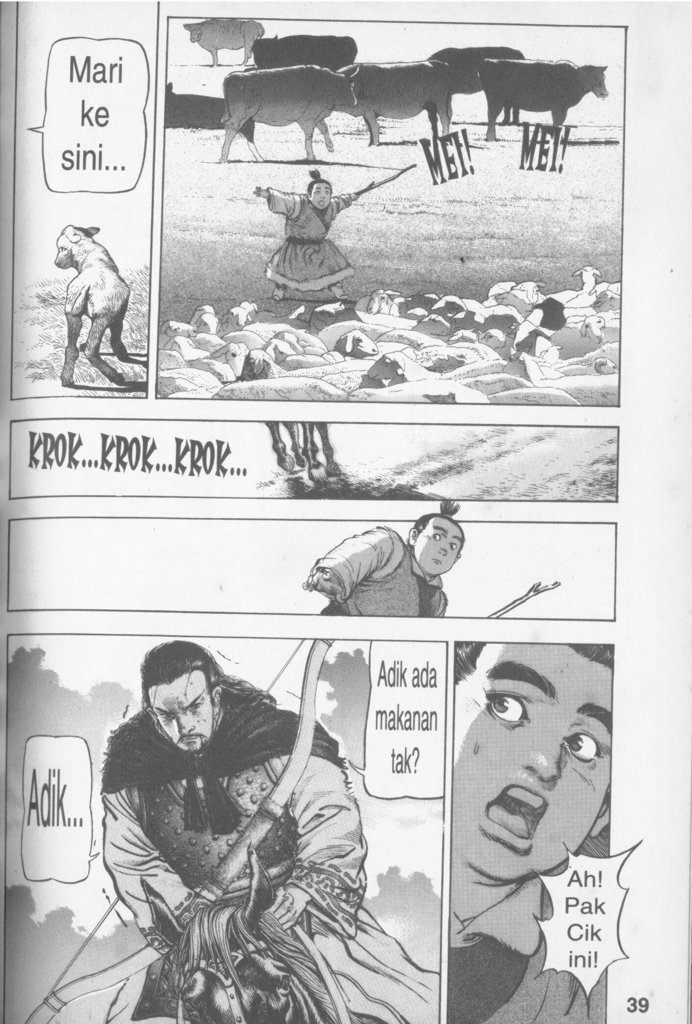 Mari
ke
sini...
MEI!
MEI!
KROK...KROK...KROK...
Adik...
Adik ada
makanan
tak?
Ah!
Pak
Cik
ini!
39